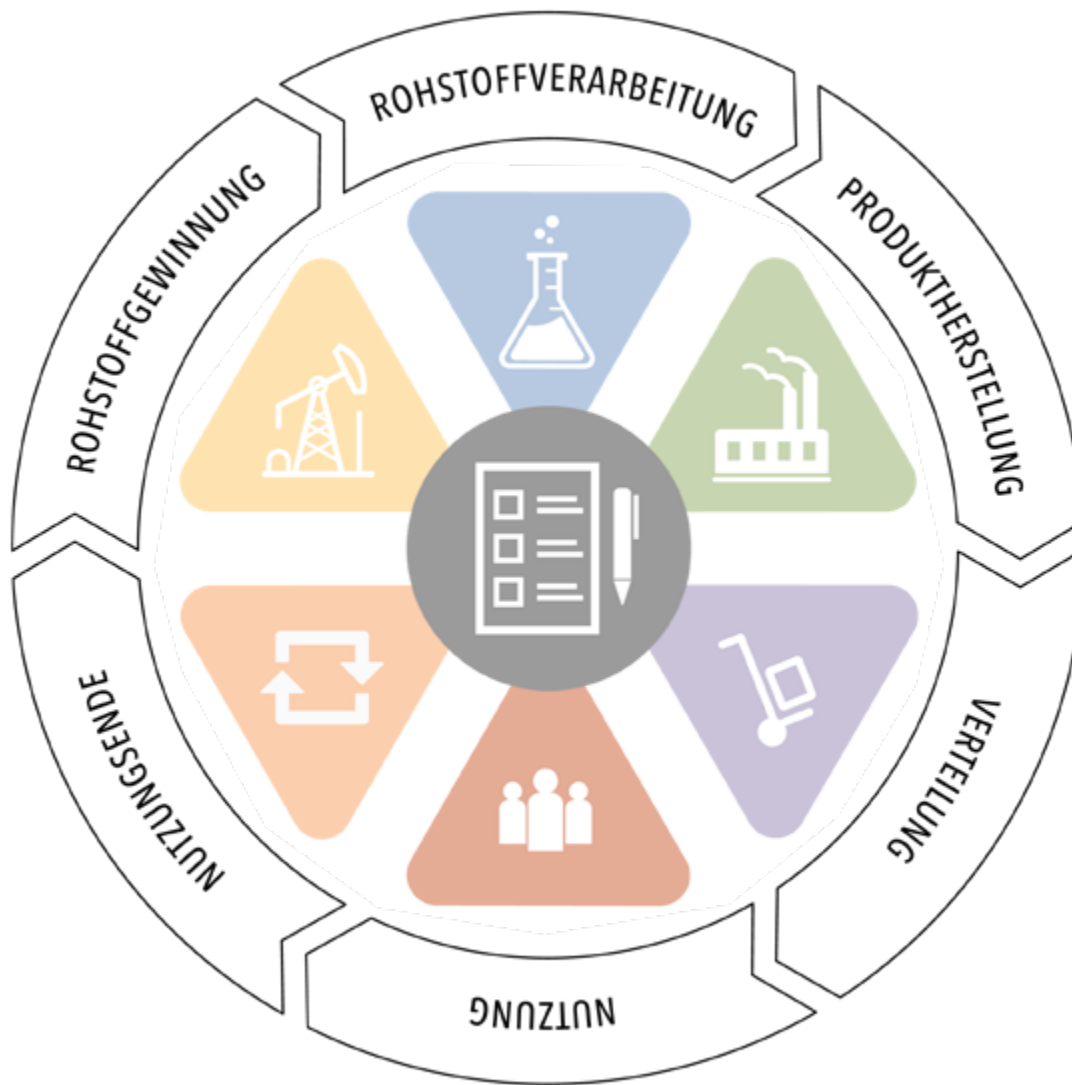 ROHSTOFFGEWINNUNG
ROHSTOFFVERARBEITUNG
PRODUKTHERSTELLUNG
VERTEILUNG
NUTZUNG
NUTZUNGSENDE